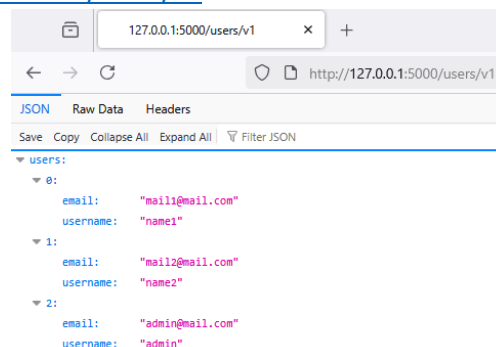 127.0.0.1:5000/users/v1
http://127.0.0.1:5000/users/v1
JSON Raw Data Headers
Save Copy Collapse All Expand All Filter JSON
users:
0:
email: "mail1@mail.com"
username: "name1"
1:
email: "mail2@mail.com"
username: "name2"
2:
email: "admin@mail.com"
username: "admin"